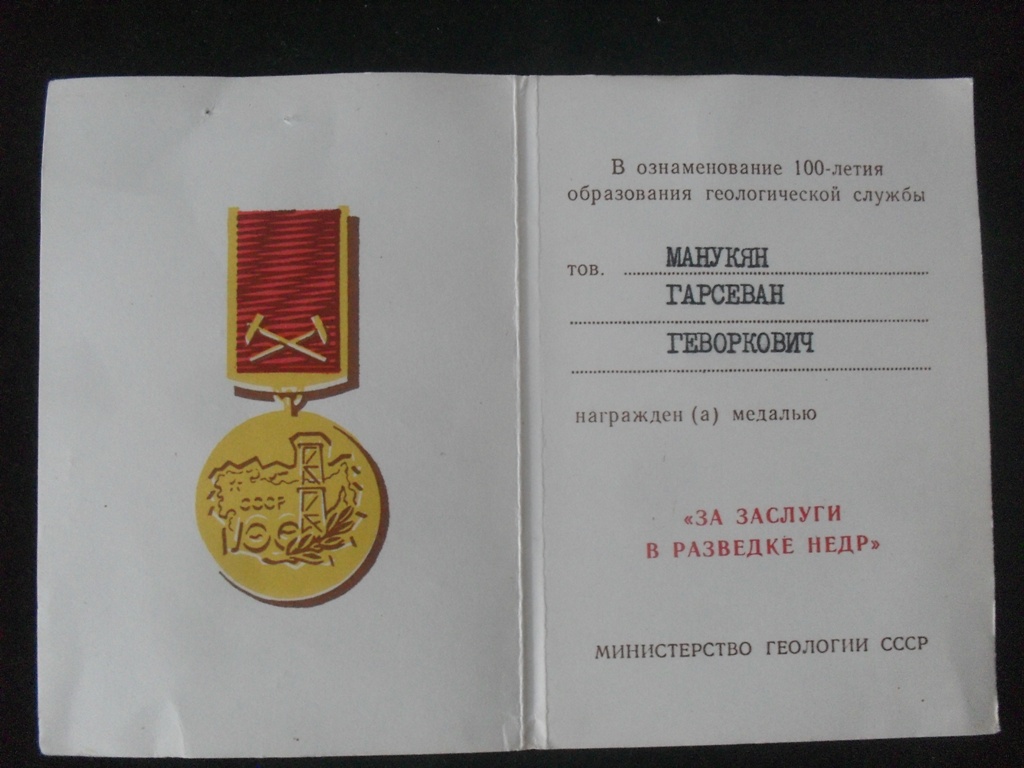 СССР
100
В ознаменование 100-летия
образования геологической службы
тов. МАНУКЯН
ГАРСЕВАН
ГЕВОРКОВИЧ
награжден (а) медалью
«ЗА ЗАСЛУГИ
В РАЗВЕДКЕ НЕДР»
МИНИСТЕРСТВО ГЕОЛОГИИ СССР